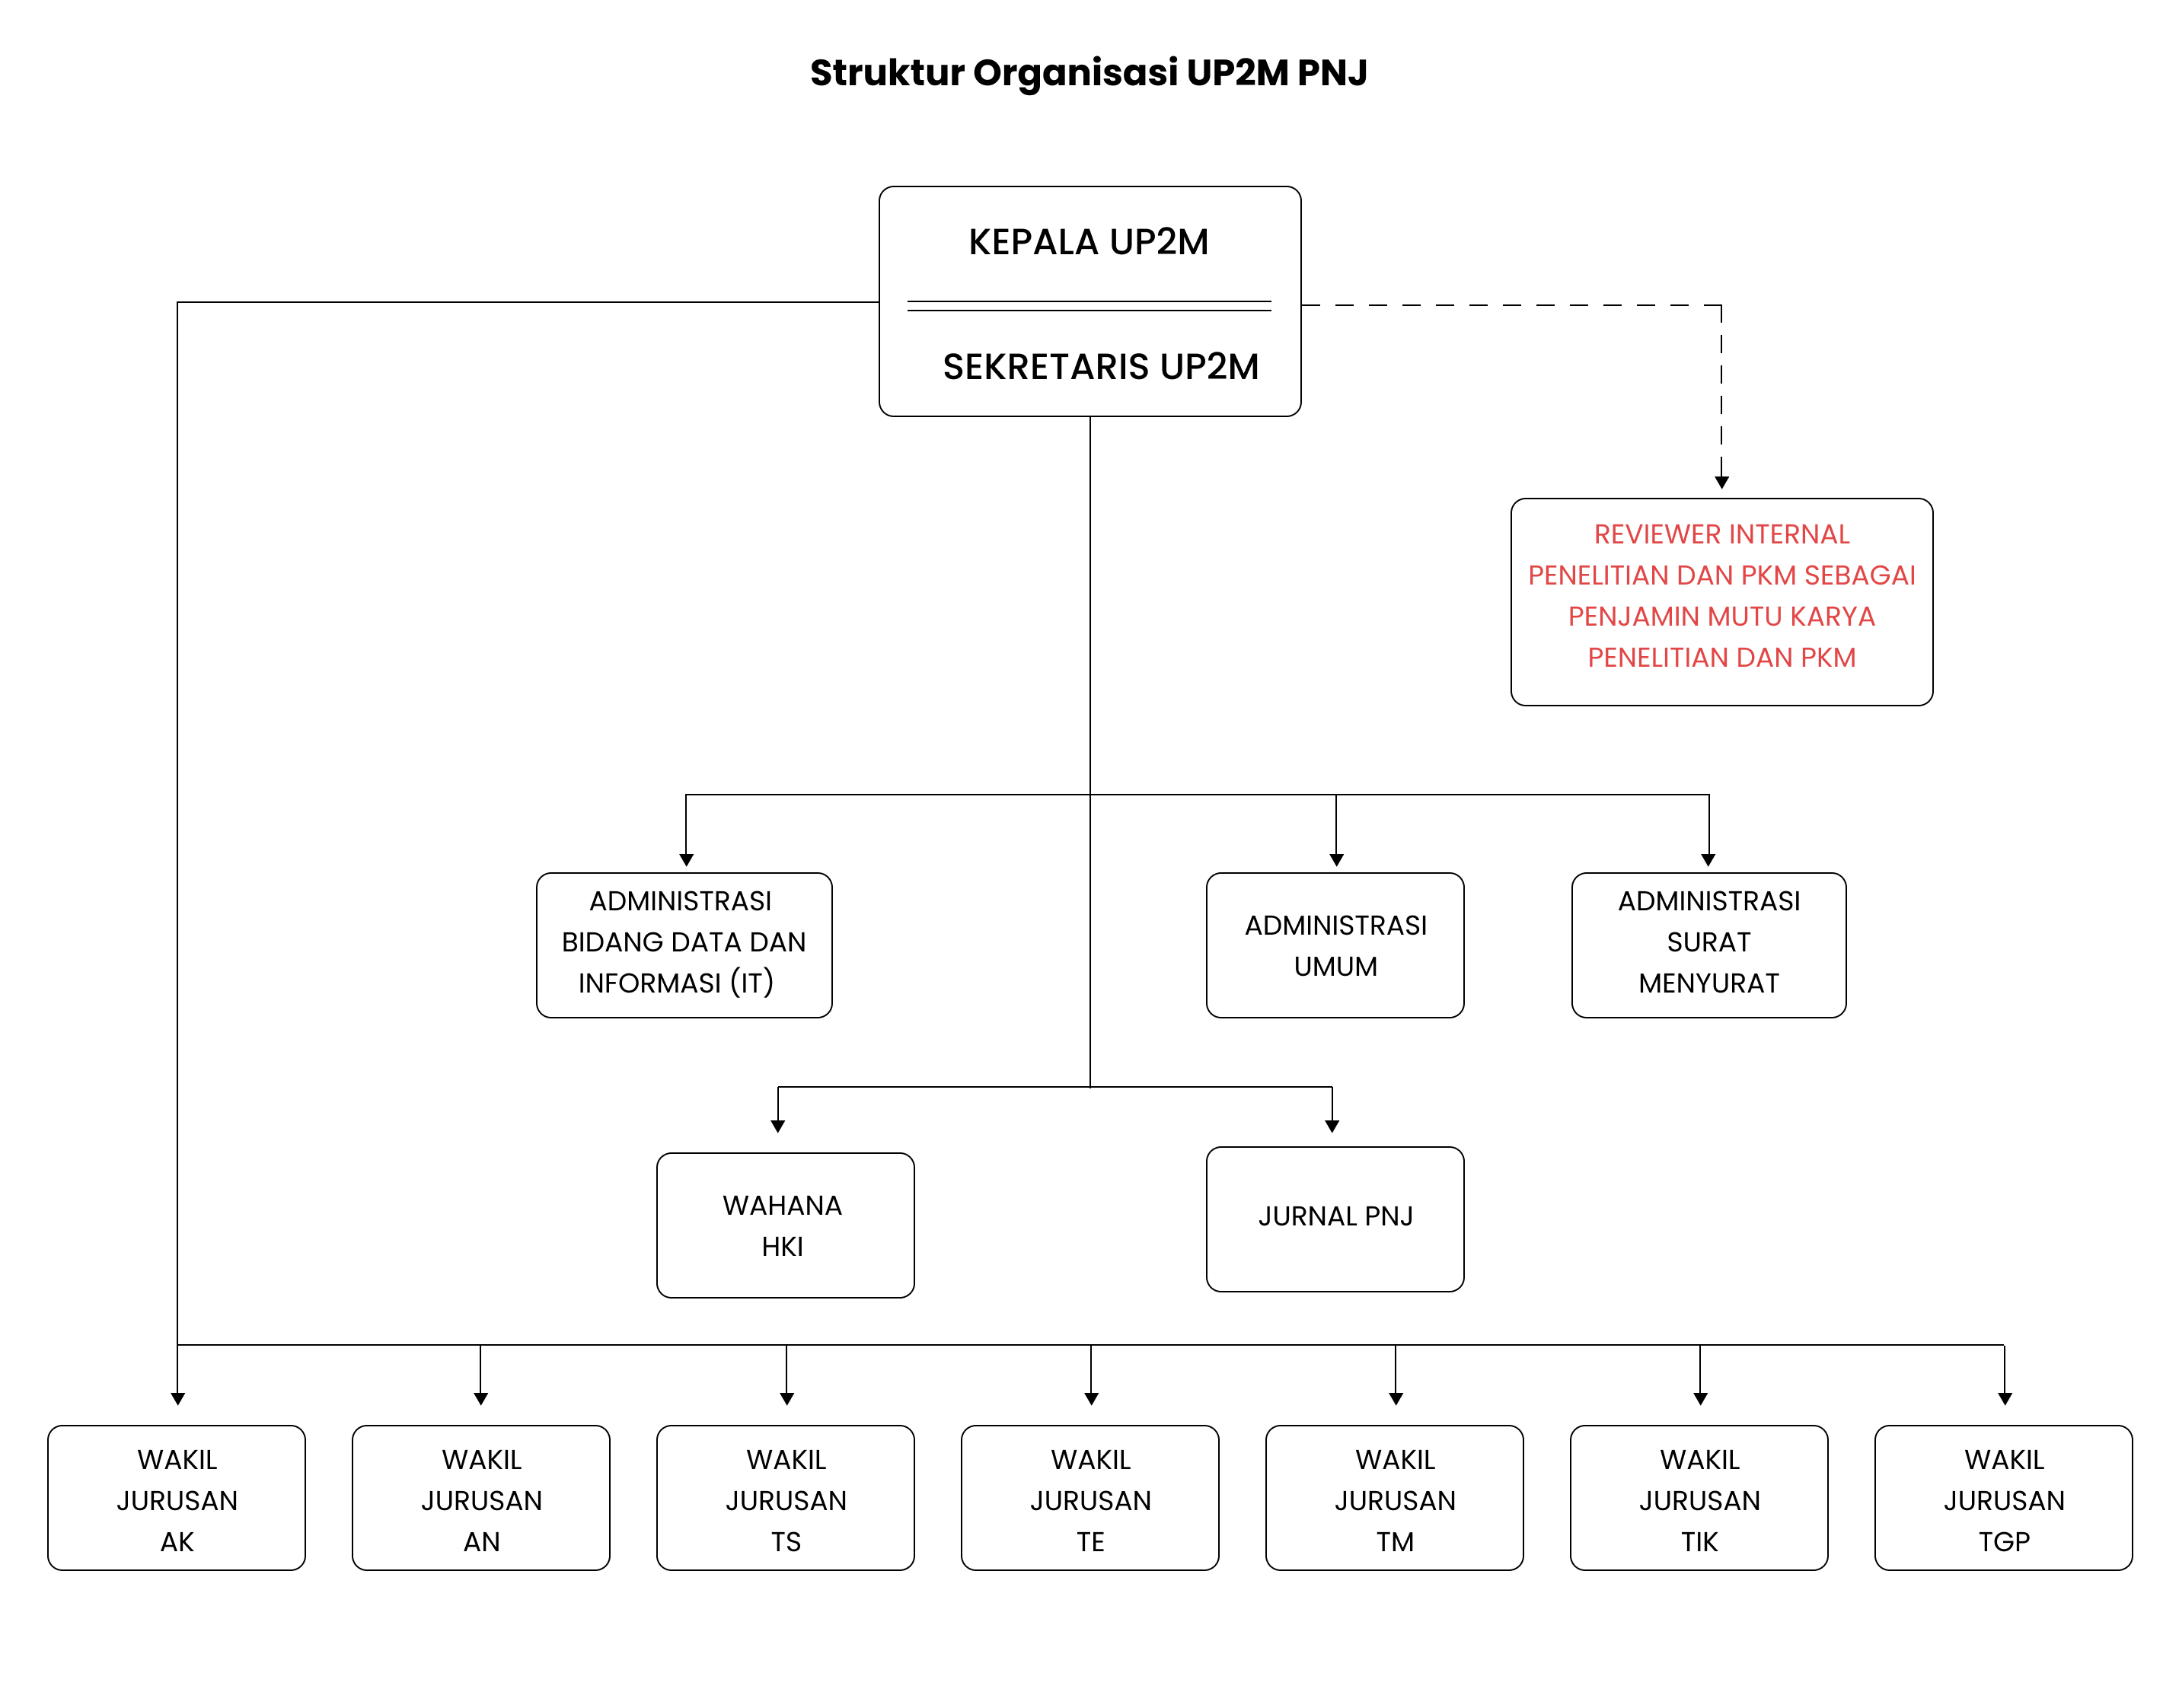 Struktur Organisasi UP2M PNJ
KEPALA UP2M
SEKRETARIS UP2M
REVIEWER INTERNAL
PENELITIAN DAN PKM SEBAGAI
PENJAMIN MUTU KARYA
PENELITIAN DAN PKM
ADMINISTRASI
BIDANG DATA DAN
INFORMASI (IT)
ADMINISTRASI
UMUM
ADMINISTRASI
SURAT
MENYURAT
WAHANA
HKI
JURNAL PNJ
WAKIL
JURUSAN
AK
WAKIL
JURUSAN
AN
WAKIL
JURUSAN
TS
WAKIL
JURUSAN
TE
WAKIL
JURUSAN
TM
WAKIL
JURUSAN
TIK
WAKIL
JURUSAN
TGP